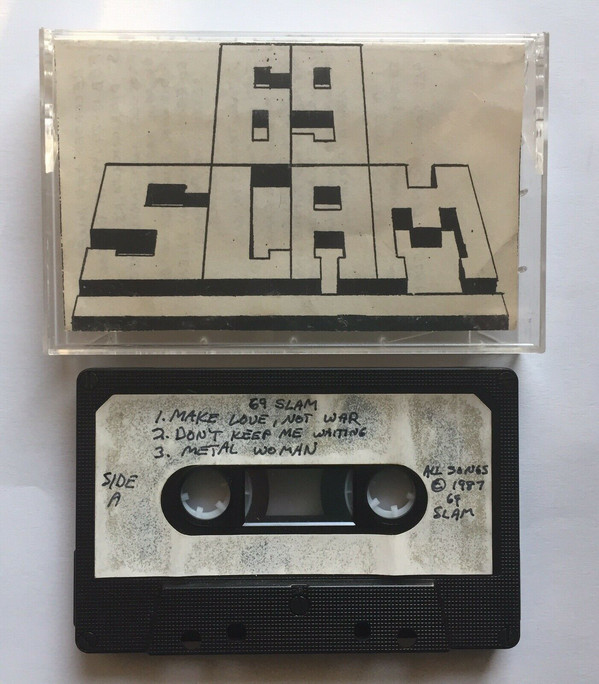 69
SLAM
69 SLAM
1. MAKE LOVE, NOT WAR
2. DON'T KEEP ME WAITING
3. METAL WOMAN
SIDE
A
ALL SONGS
© 1987
69
SLAM